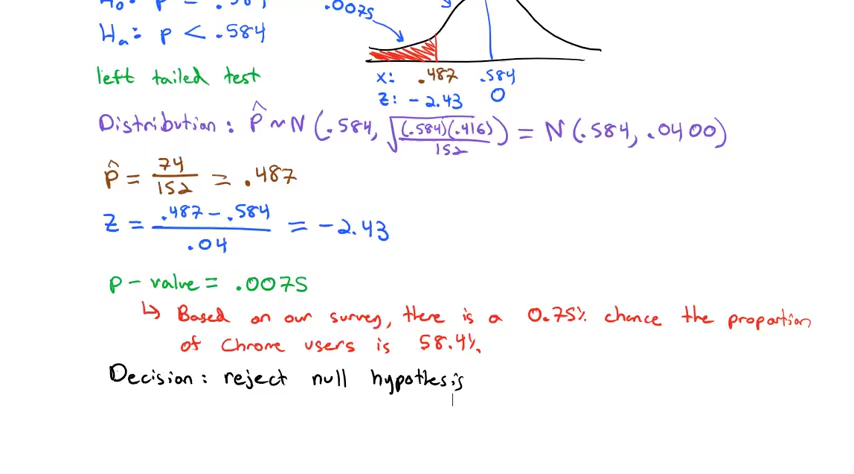 H₀: p = .584
.0075
Hₐ: p < .584
left tailed test
x: .487 .584
z: -2.43 0
Distribution: P̂ ~ N (.584, √((.584)(.416)/152)) = N (.584, .0400)
p̂ = 74/152 = .487
Z = (.487 - .584)/.04 = -2.43
p-value = .0075
↳ Based on our survey, there is a 0.75% chance the proportion
of Chrome users is 58.4%.
Decision: reject null hypothesis